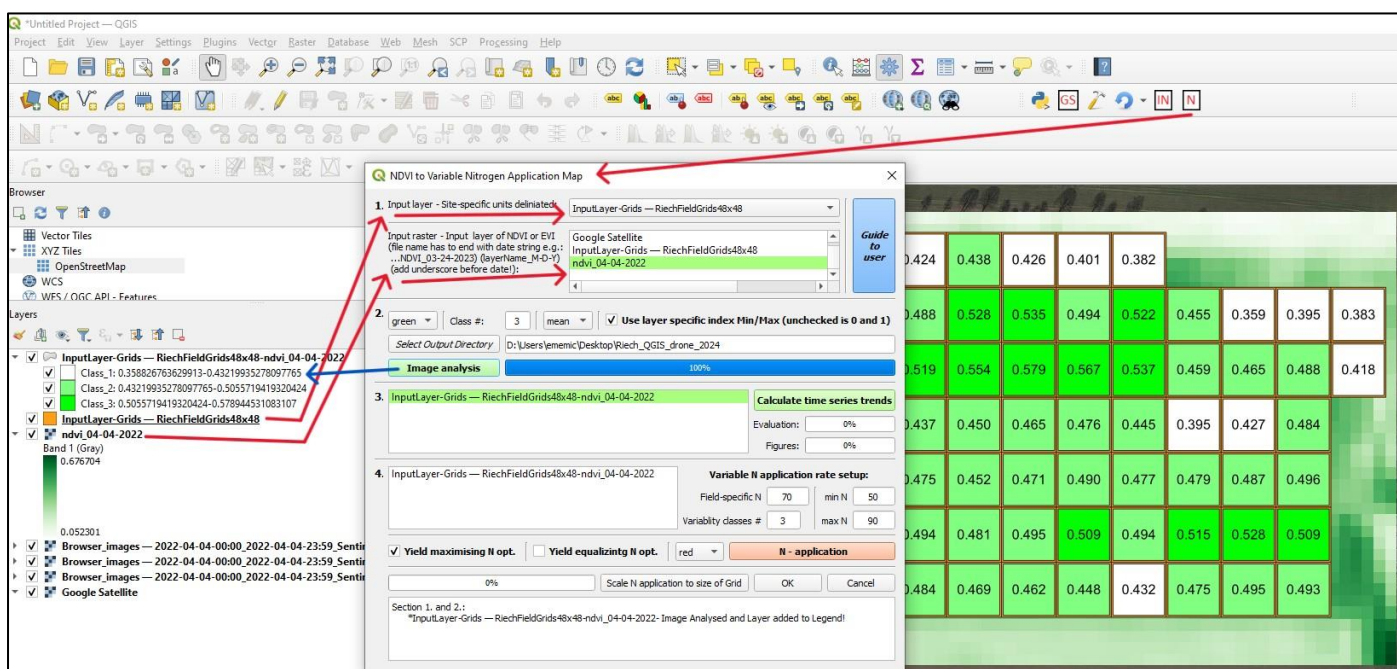 *Untitled Project — QGIS
Project Edit View Layer Settings Plugins Vector Raster Database Web Mesh SCP Processing Help
abc abc abc ab abc abc abc abc GS IN N
Browser
Vector Tiles
XYZ Tiles
OpenStreetMap
WCS
WFS / OGC API - Features
Layers
InputLayer-Grids — RiechFieldGrids48x48-ndvi_04-04-2022
Class_1: 0.358826763629913-0.43219935278097765
Class_2: 0.43219935278097765-0.5055719419320424
Class_3: 0.5055719419320424-0.578944531083107
InputLayer-Grids — RiechFieldGrids48x48
ndvi_04-04-2022
Band 1 (Gray)
0.676704
0.052301
Browser_images — 2022-04-04-00:00_2022-04-04-23:59_Sentin
Browser_images — 2022-04-04-00:00_2022-04-04-23:59_Sentin
Browser_images — 2022-04-04-00:00_2022-04-04-23:59_Sentin
Google Satellite
NDVI to Variable Nitrogen Application Map
1. Input layer - Site-specific units deliniated:
InputLayer-Grids — RiechFieldGrids48x48
Input raster - Input layer of NDVI or EVI
(file name has to end with date string e.g.:
...NDVI_03-24-2023) (layerName_M-D-Y)
(add underscore before date!):
Google Satellite
InputLayer-Grids — RiechFieldGrids48x48
ndvi_04-04-2022
Guide
to
user
2. green Class #: 3 mean Use layer specific index Min/Max (unchecked is 0 and 1)
Select Output Directory D:\Users\ememic\Desktop\Riech_QGIS_drone_2024
Image analysis 100%
3. InputLayer-Grids — RiechFieldGrids48x48-ndvi_04-04-2022
Calculate time series trends
Evaluation: 0%
Figures: 0%
4. InputLayer-Grids — RiechFieldGrids48x48-ndvi_04-04-2022
Variable N application rate setup:
Field-specific N 70 min N 50
Variablity classes # 3 max N 90
Yield maximising N opt. Yield equalizintg N opt. red N - application
0% Scale N application to size of Grid OK Cancel
Section 1. and 2.:
"InputLayer-Grids — RiechFieldGrids48x48-ndvi_04-04-2022- Image Analysed and Layer added to Legend!
0.424 0.438 0.426 0.401 0.382
0.488 0.528 0.535 0.494 0.522 0.455 0.359 0.395 0.383
0.519 0.554 0.579 0.567 0.537 0.459 0.465 0.488 0.418
0.437 0.450 0.465 0.476 0.445 0.395 0.427 0.484
0.475 0.452 0.471 0.490 0.477 0.479 0.487 0.496
0.494 0.481 0.495 0.509 0.494 0.515 0.528 0.509
0.484 0.469 0.462 0.448 0.432 0.475 0.495 0.493